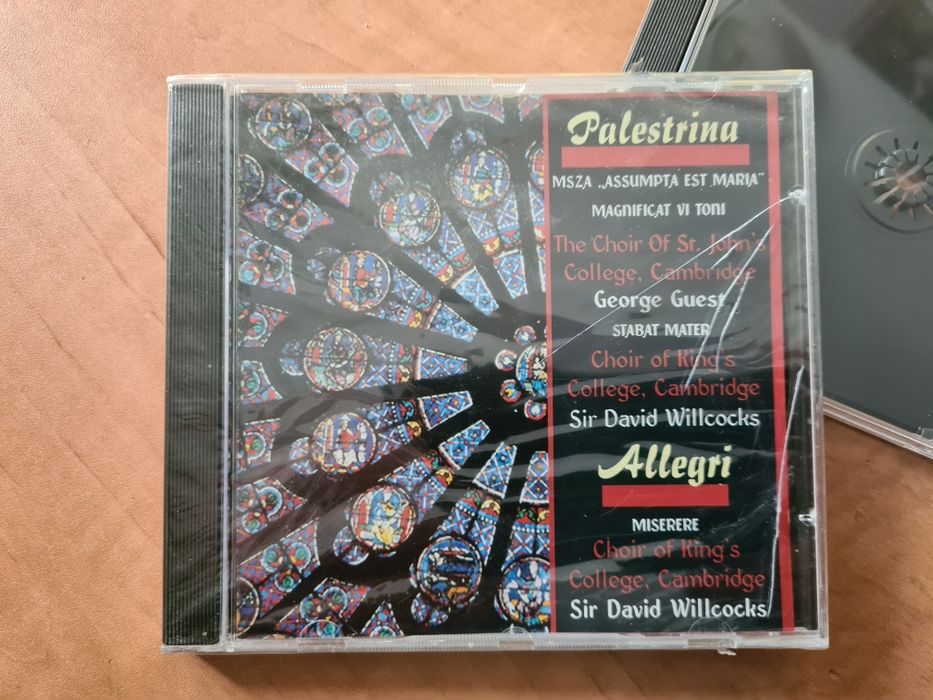 Palestrina
MSZA „ASSUMPTA EST MARIA"
MAGNIFICAT VI TONI
The Choir Of St. John's
College, Cambridge
George Guest
STABAT MATER
Choir of King's
College, Cambridge
Sir David Willcocks
Allegri
MISERERE
Choir of King's
College, Cambridge
Sir David Willcocks